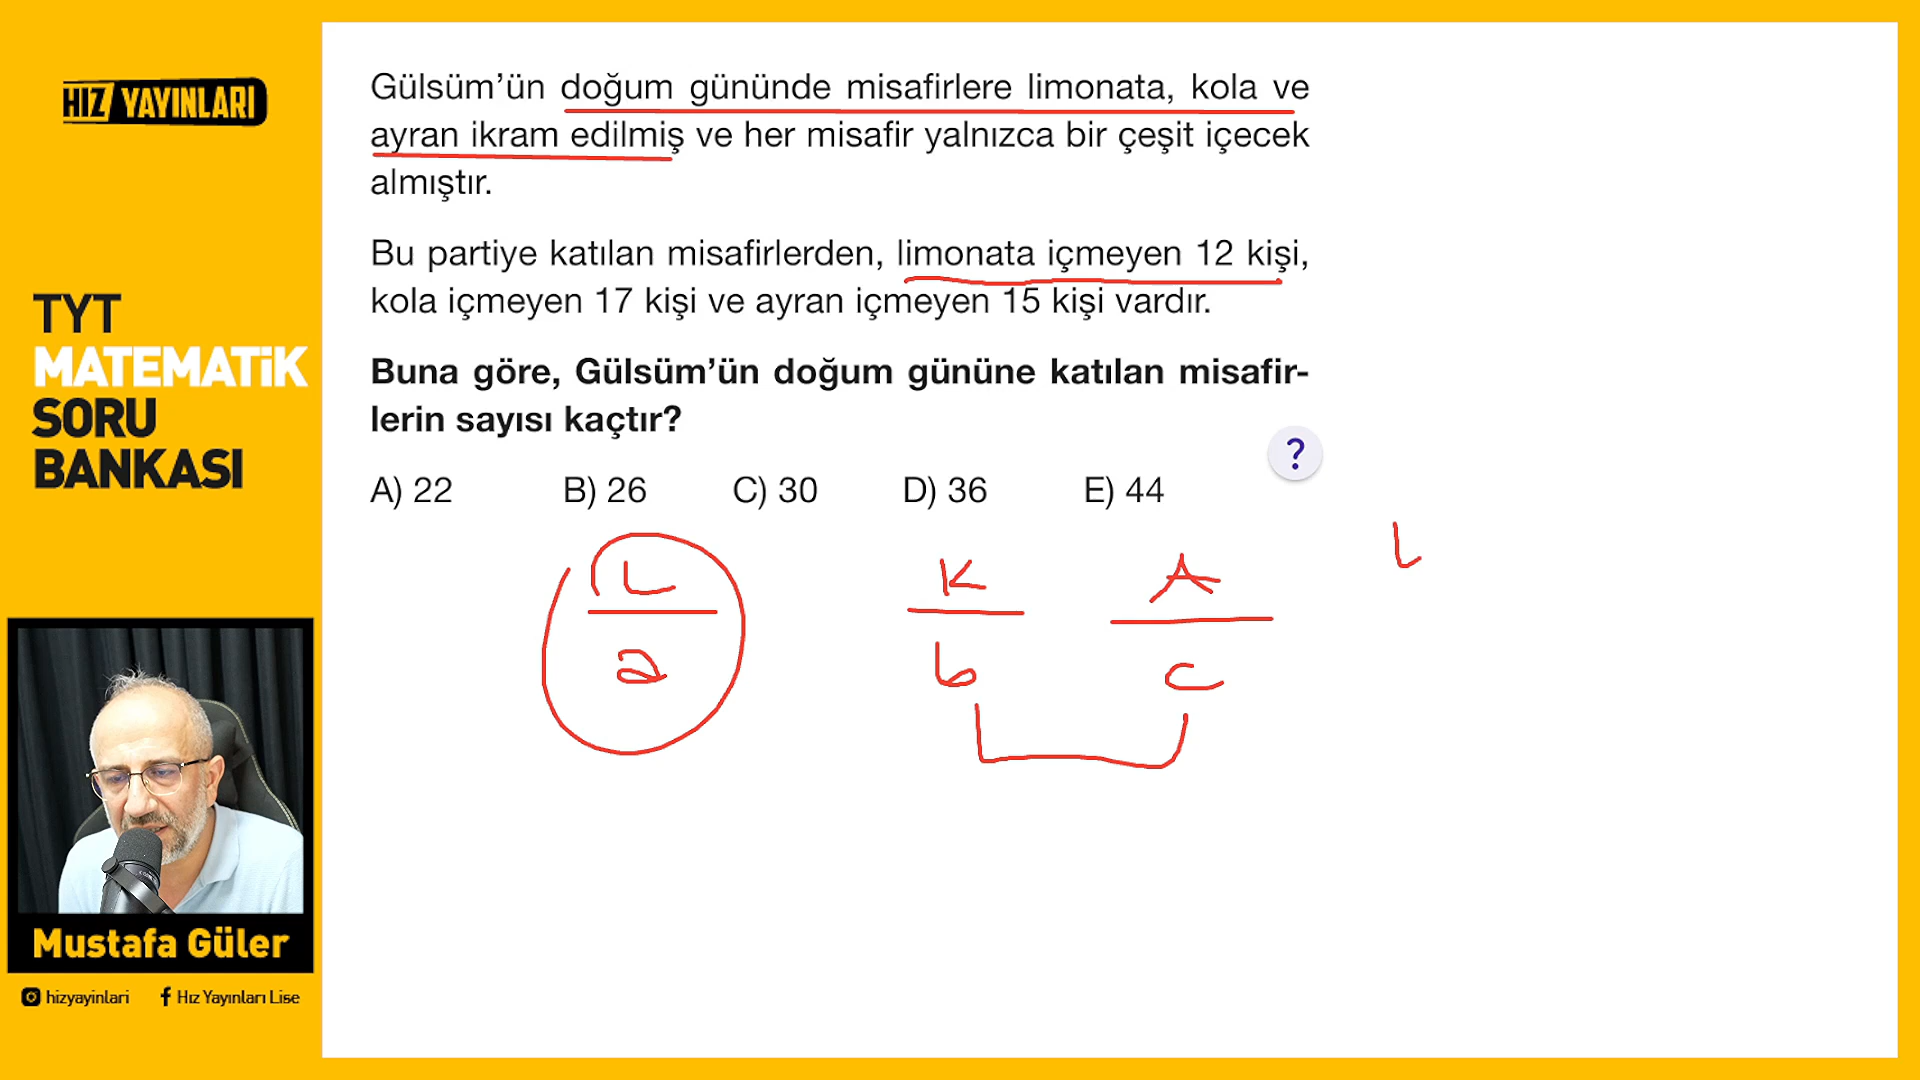 HIZ YAYINLARI
TYT
MATEMATİK
SORU
BANKASI
Gülsüm’ün doğum gününde misafirlere limonata, kola ve
ayran ikram edilmiş ve her misafir yalnızca bir çeşit içecek
almıştır.
Bu partiye katılan misafirlerden, limonata içmeyen 12 kişi,
kola içmeyen 17 kişi ve ayran içmeyen 15 kişi vardır.
Buna göre, Gülsüm’ün doğum gününe katılan misafir-
lerin sayısı kaçtır?
?
A) 22 B) 26 C) 30 D) 36 E) 44
L K A L
a b c
Mustafa Güler
hizyayinlari Hız Yayınları Lise